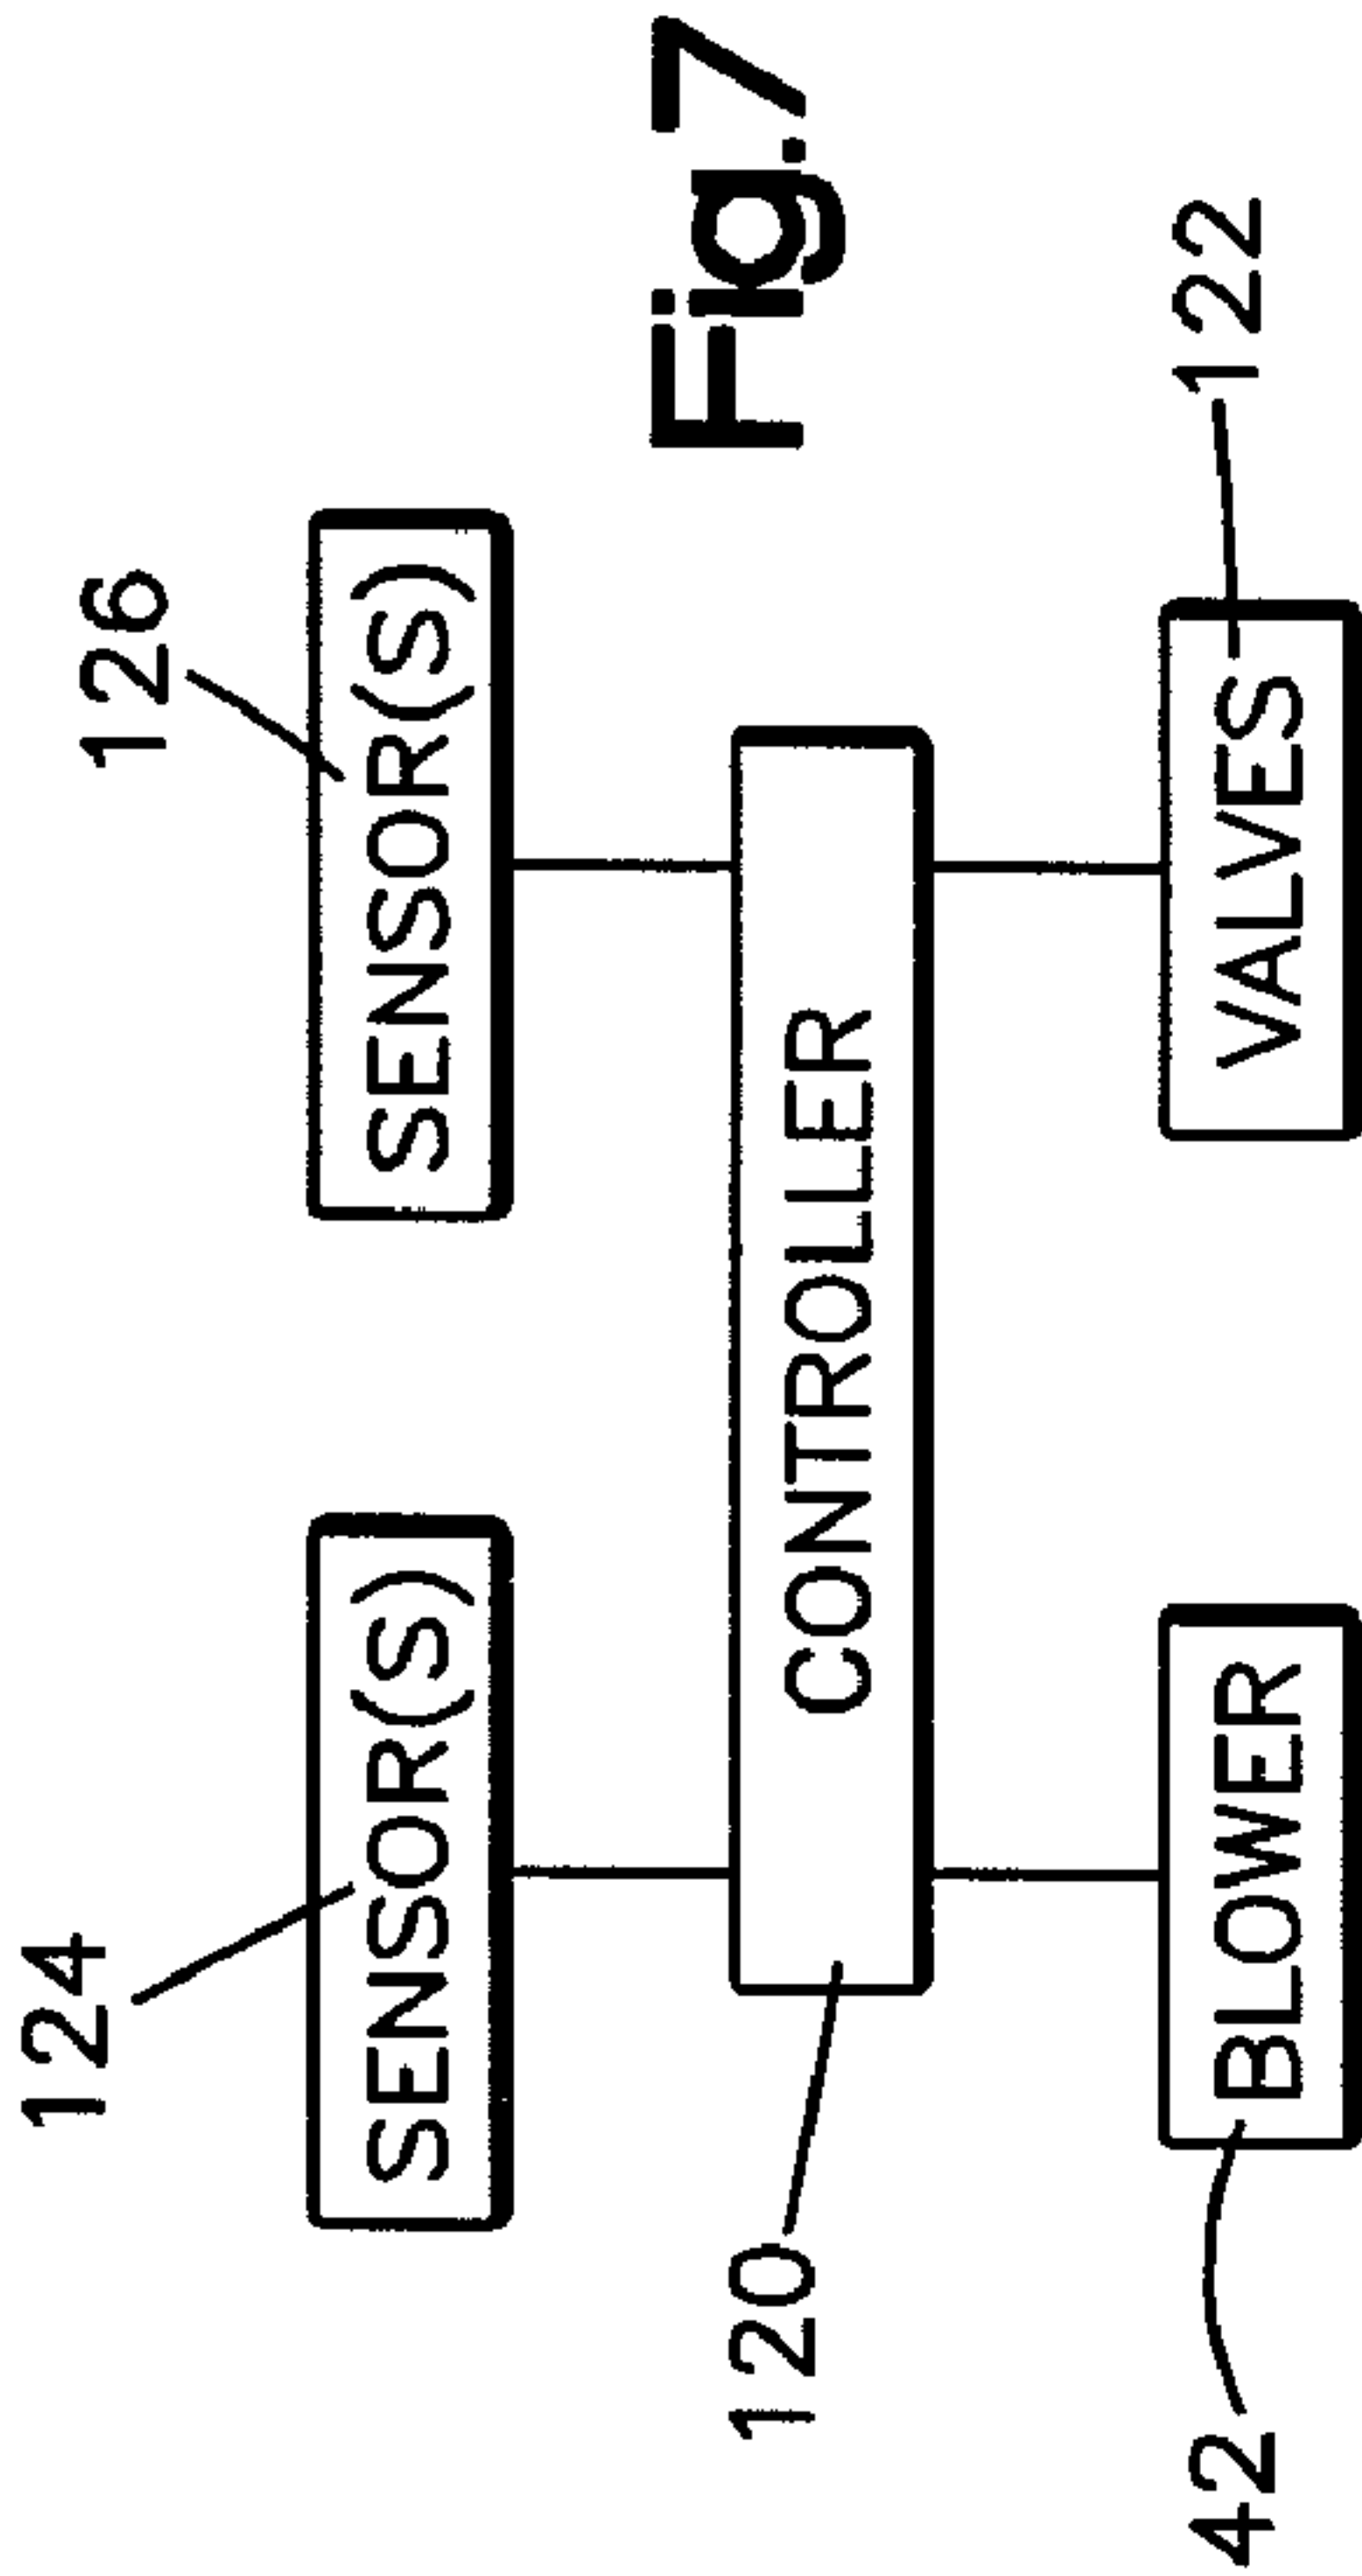 124
126
SENSOR(S)
SENSOR(S)
Fig.7
120
CONTROLLER
42
BLOWER
VALVES
122